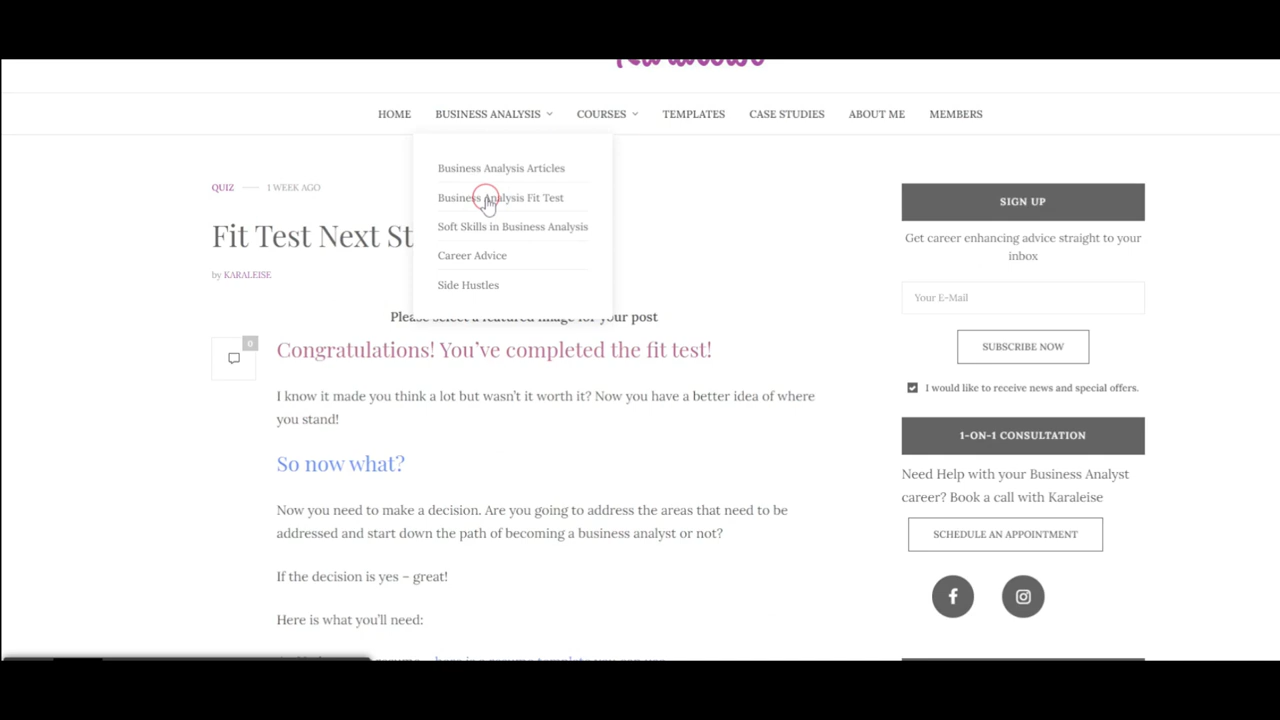 HOME BUSINESS ANALYSIS COURSES TEMPLATES CASE STUDIES ABOUT ME MEMBERS
Business Analysis Articles
Business Analysis Fit Test
Soft Skills in Business Analysis
Career Advice
Side Hustles
QUIZ 1 WEEK AGO
Fit Test Next St
by KARALEISE
Please select a featured image for your post
0
Congratulations! You've completed the fit test!
I know it made you think a lot but wasn't it worth it? Now you have a better idea of where
you stand!
So now what?
Now you need to make a decision. Are you going to address the areas that need to be
addressed and start down the path of becoming a business analyst or not?
If the decision is yes – great!
Here is what you'll need:
SIGN UP
Get career enhancing advice straight to your
inbox
Your E-Mail
SUBSCRIBE NOW
I would like to receive news and special offers.
1-ON-1 CONSULTATION
Need Help with your Business Analyst
career? Book a call with Karaleise
SCHEDULE AN APPOINTMENT